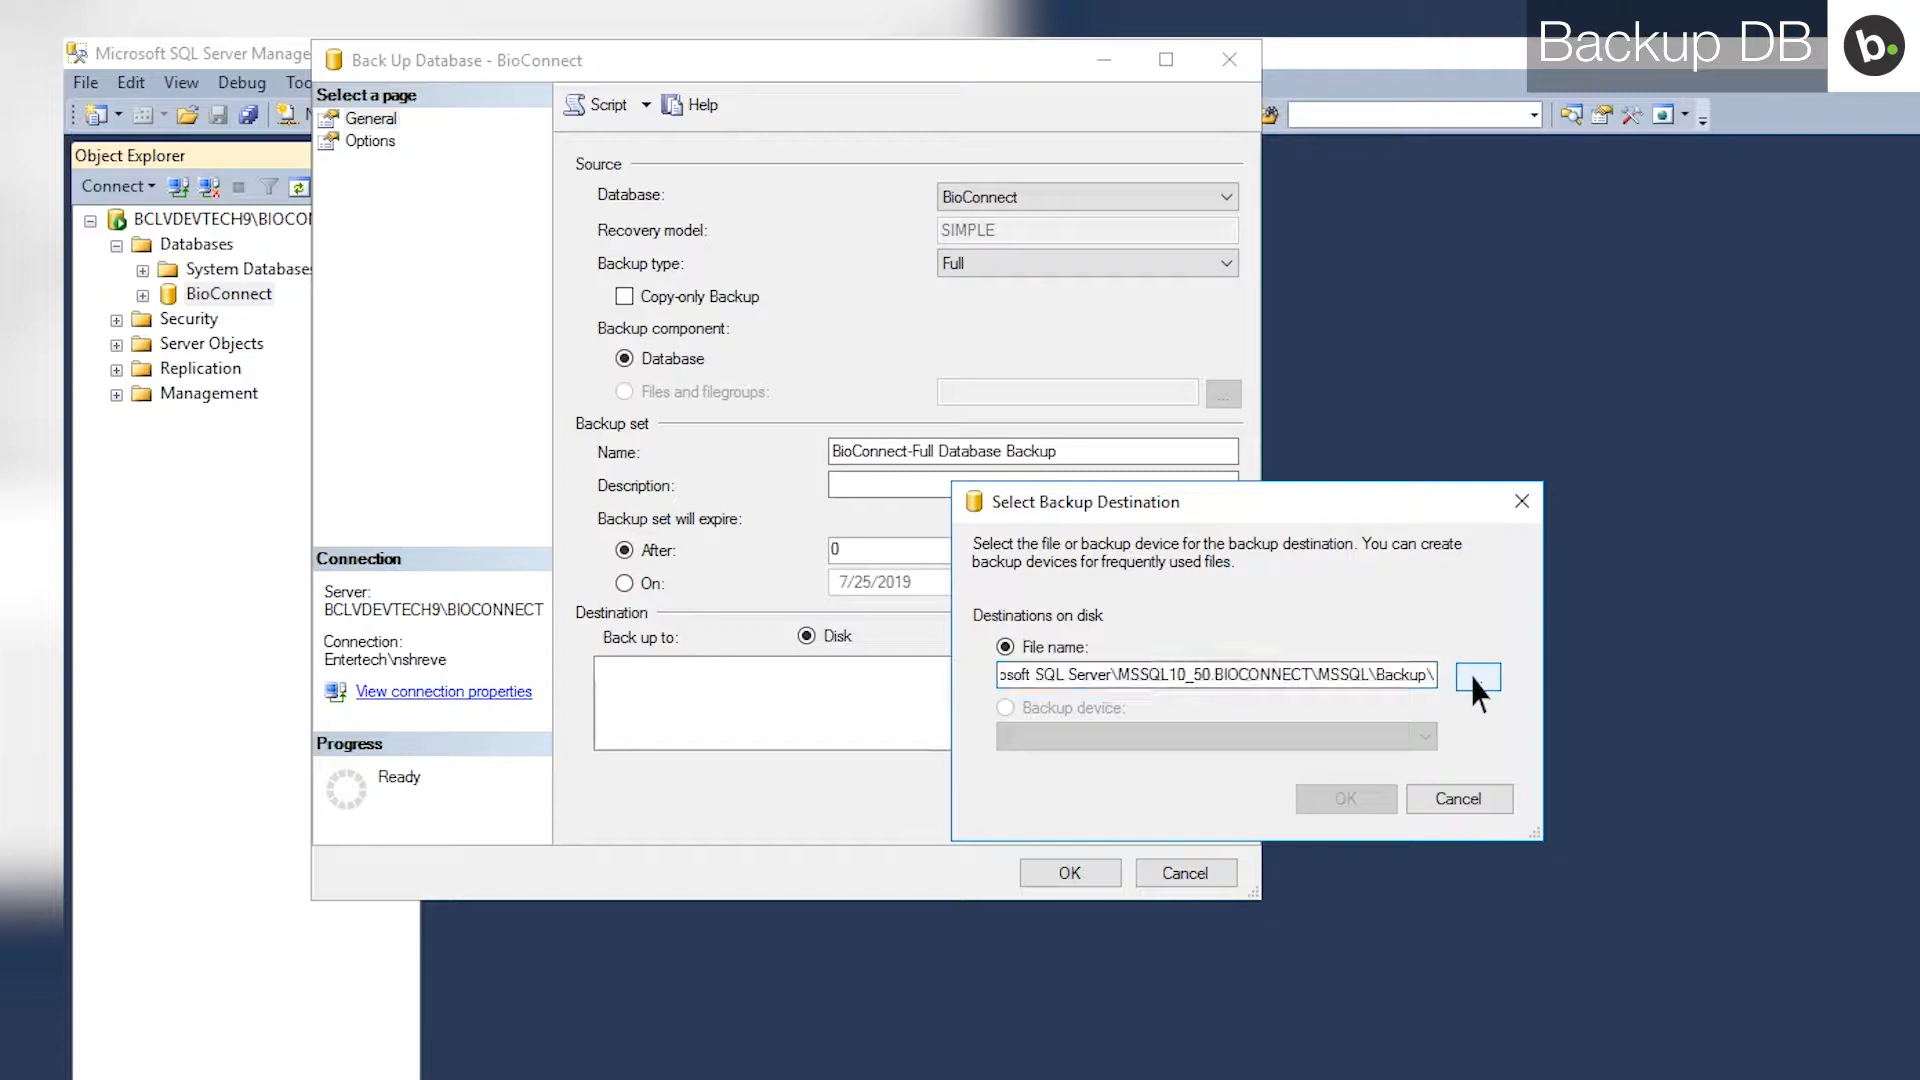 Backup DB
b.
Microsoft SQL Server Manage
File Edit View Debug Too
Object Explorer
Connect
BCLVDEVTECH9\BIOCON
Databases
System Databases
BioConnect
Security
Server Objects
Replication
Management
Back Up Database - BioConnect
Select a page
General
Options
Script Help
Source
Database: BioConnect
Recovery model: SIMPLE
Backup type: Full
Copy-only Backup
Backup component:
Database
Files and filegroups: ...
Backup set
Name: BioConnect-Full Database Backup
Description:
Backup set will expire:
After: 0
On: 7/25/2019
Destination
Back up to: Disk
Connection
Server:
BCLVDEVTECH9\BIOCONNECT
Connection:
Entertech\nshreve
View connection properties
Progress
Ready
OK Cancel
Select Backup Destination
Select the file or backup device for the backup destination. You can create
backup devices for frequently used files.
Destinations on disk
File name:
osoft SQL Server\MSSQL10_50.BIOCONNECT\MSSQL\Backup\
Backup device:
OK Cancel